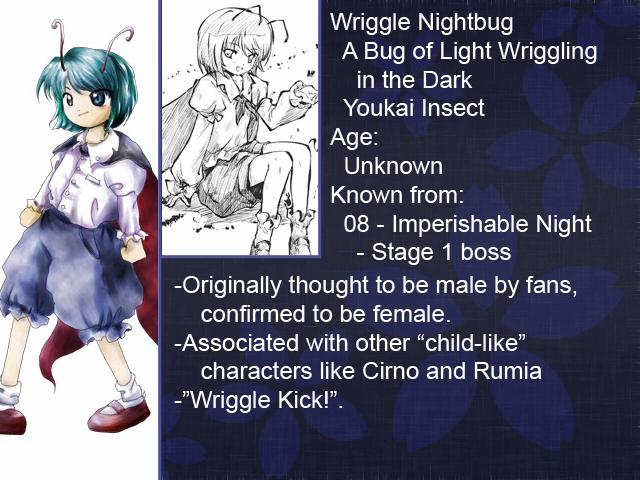 Wriggle Nightbug
A Bug of Light Wriggling
in the Dark
Youkai Insect
Age:
Unknown
Known from:
08 - Imperishable Night
- Stage 1 boss
-Originally thought to be male by fans,
confirmed to be female.
-Associated with other “child-like”
characters like Cirno and Rumia
-”Wriggle Kick!”.